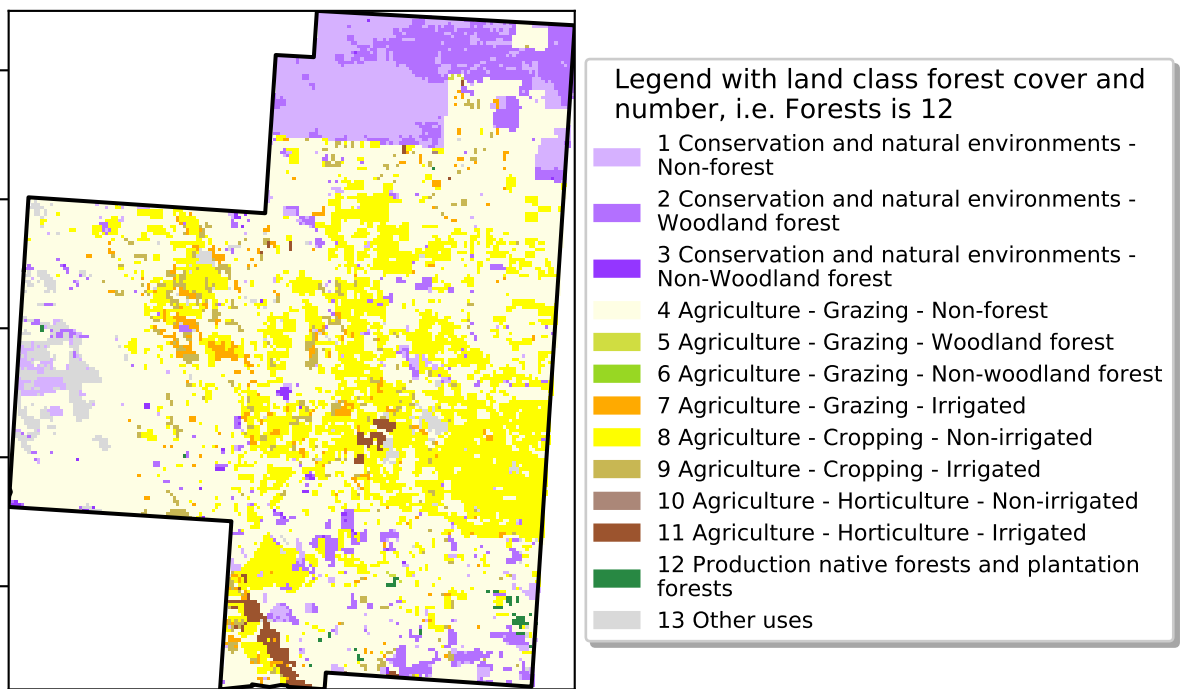 Legend with land class forest cover and
number, i.e. Forests is 12
1 Conservation and natural environments -
Non-forest
2 Conservation and natural environments -
Woodland forest
3 Conservation and natural environments -
Non-Woodland forest
4 Agriculture - Grazing - Non-forest
5 Agriculture - Grazing - Woodland forest
6 Agriculture - Grazing - Non-woodland forest
7 Agriculture - Grazing - Irrigated
8 Agriculture - Cropping - Non-irrigated
9 Agriculture - Cropping - Irrigated
10 Agriculture - Horticulture - Non-irrigated
11 Agriculture - Horticulture - Irrigated
12 Production native forests and plantation
forests
13 Other uses